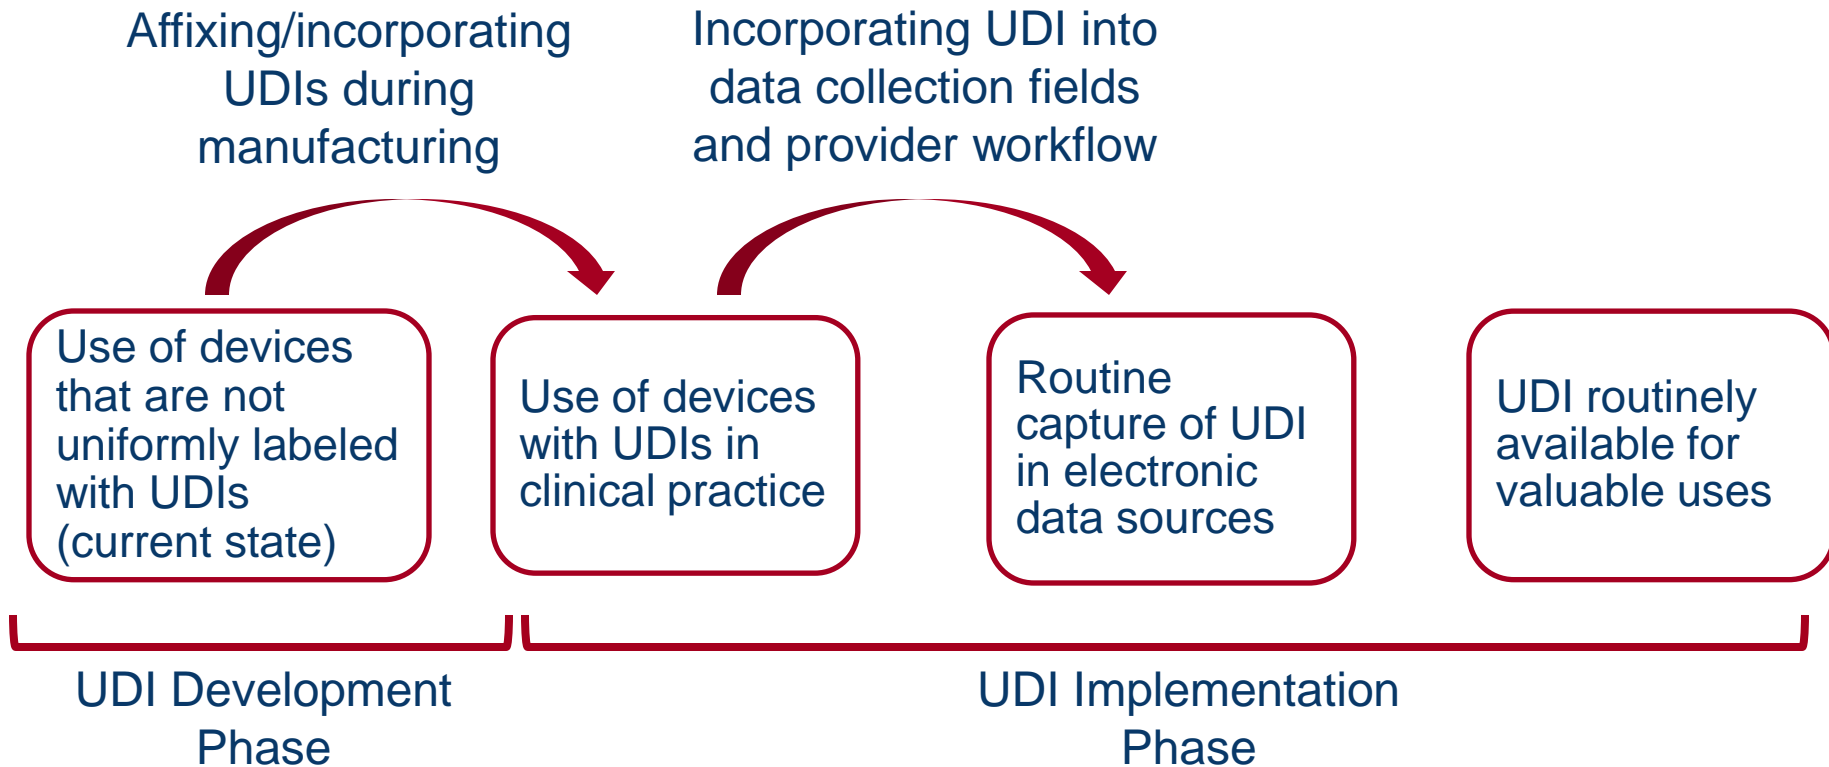 Affixing/incorporating
UDIs during
manufacturing
Incorporating UDI into
data collection fields
and provider workflow
Use of devices
that are not
uniformly labeled
with UDIs
(current state)
Use of devices
with UDIs in
clinical practice
Routine
capture of UDI
in electronic
data sources
UDI routinely
available for
valuable uses
UDI Development
Phase
UDI Implementation
Phase